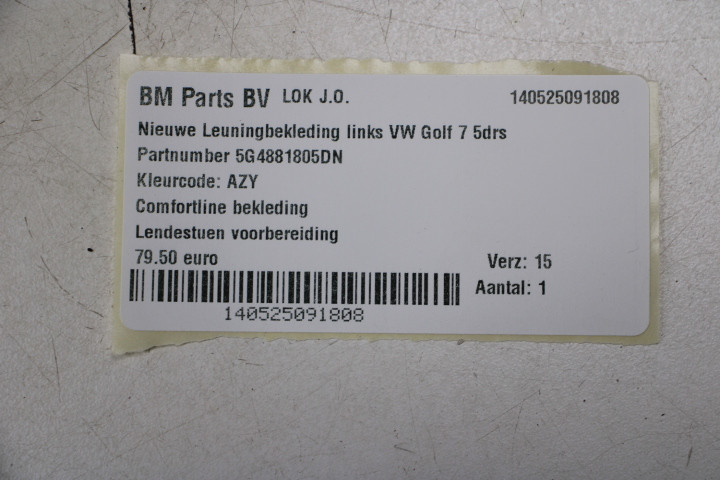 BM Parts BV LOK J.O. 140525091808
Nieuwe Leuningbekleding links VW Golf 7 5drs
Partnumber 5G4881805DN
Kleurcode: AZY
Comfortline bekleding
Lendestuen voorbereiding
79.50 euro Verz: 15
Aantal: 1
140525091808